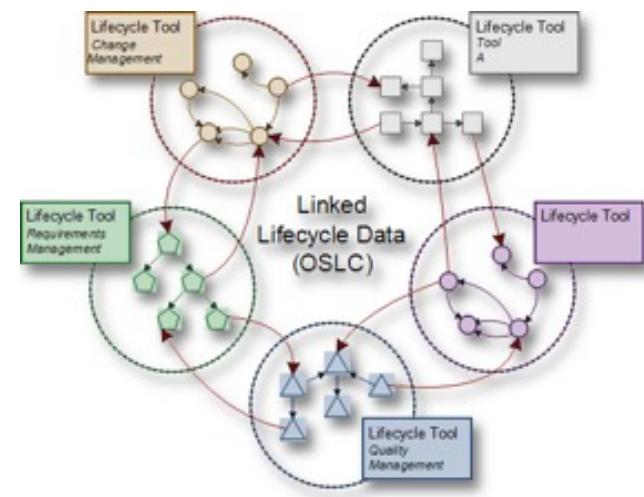 Lifecycle Tool
Change
Management
Lifecycle Tool
Tool
A
Linked
Lifecycle Data
(OSLC)
Lifecycle Tool
Requirements
Management
Lifecycle Tool
Lifecycle Tool
Quality
Management